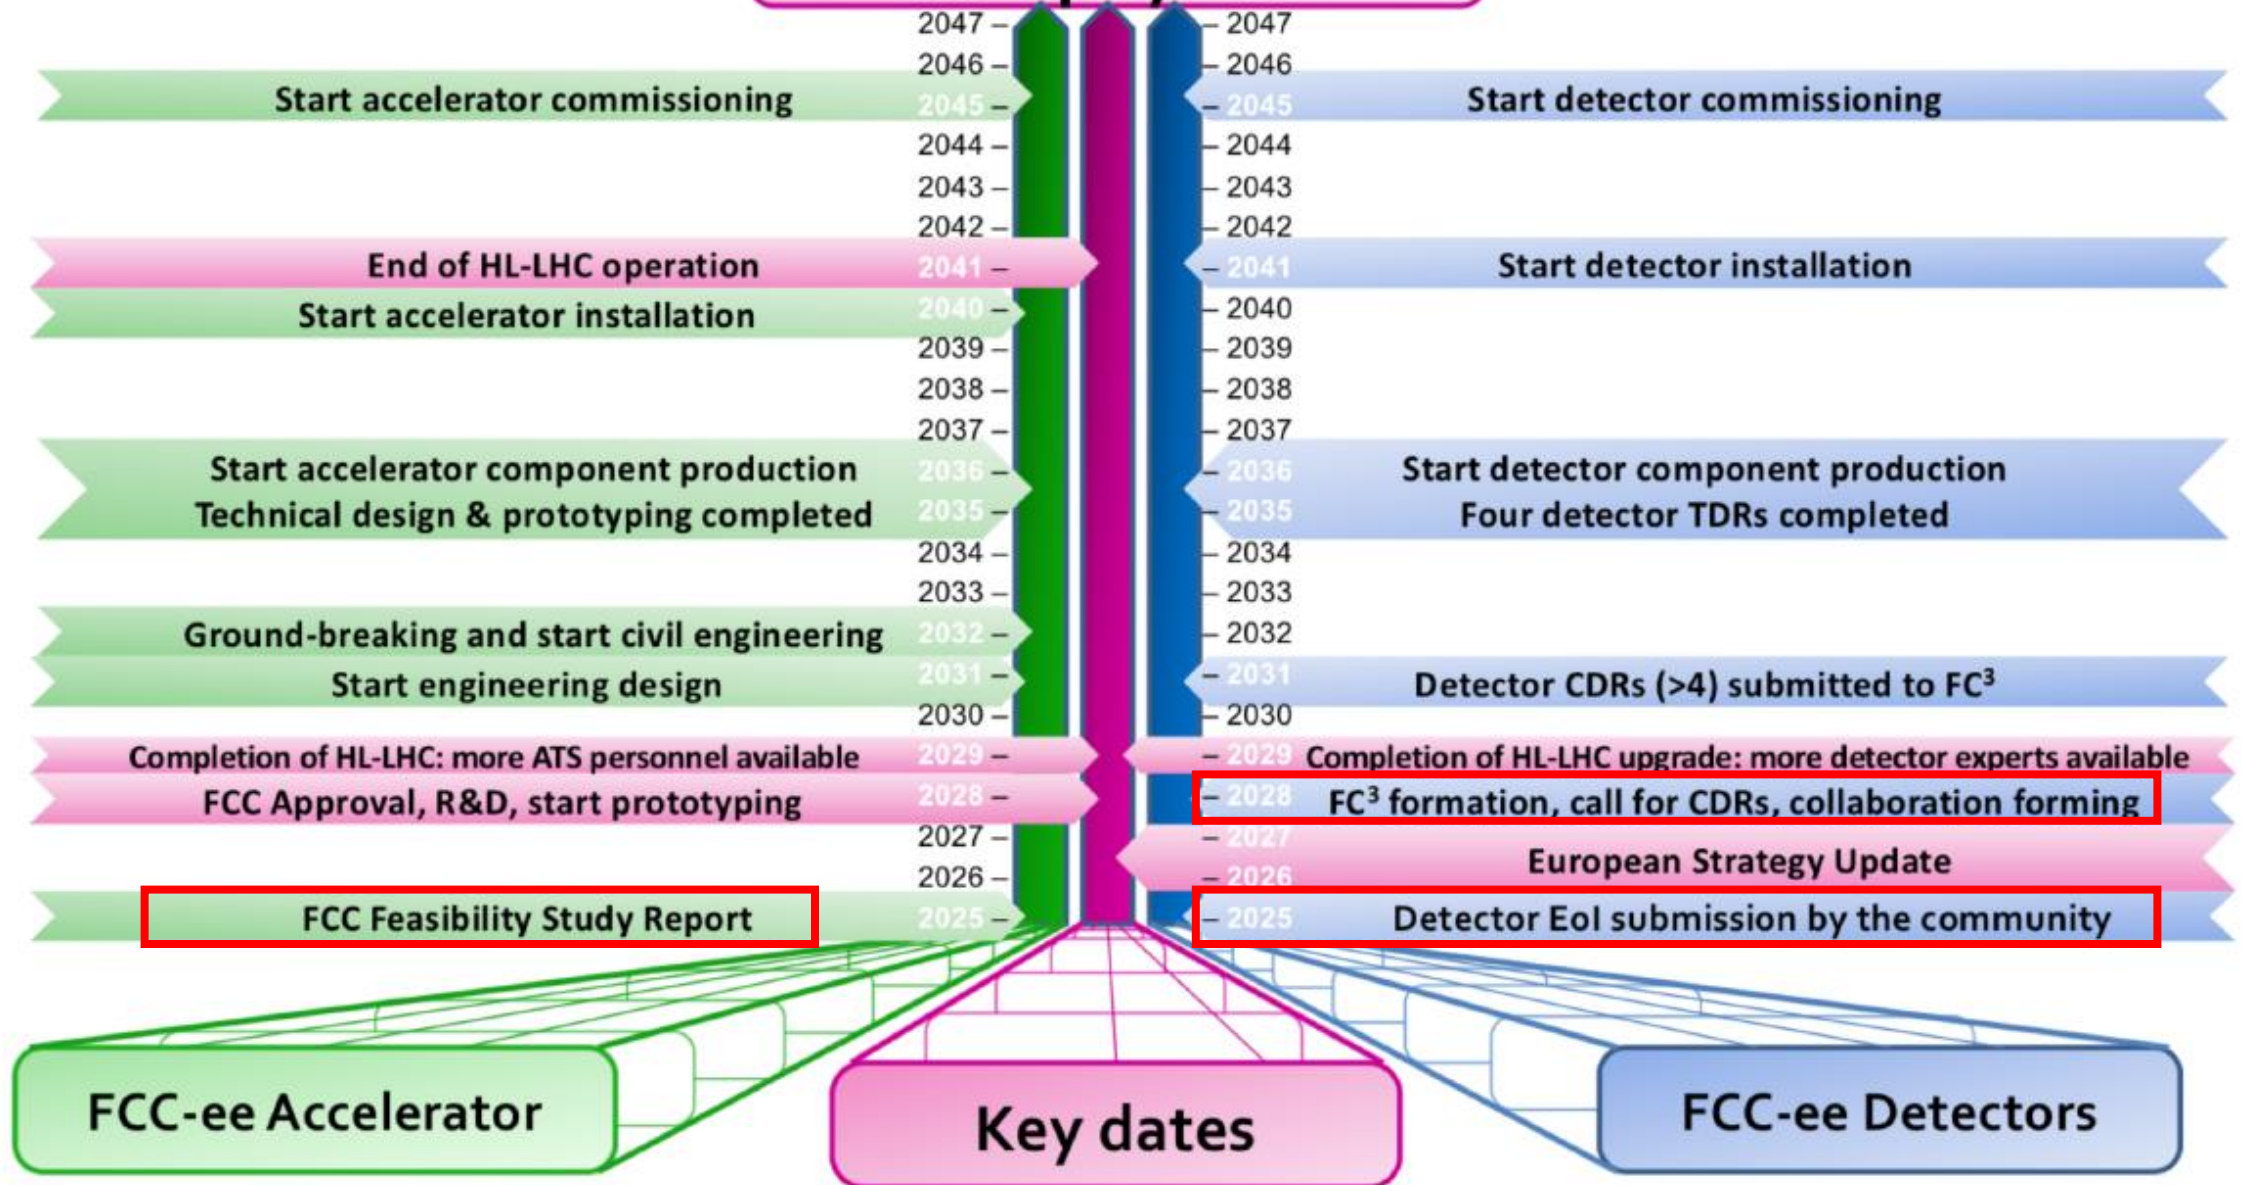 2047 – – 2047
2046 – – 2046
Start accelerator commissioning 2045 – – 2045 Start detector commissioning
2044 – – 2044
2043 – – 2043
2042 – – 2042
End of HL-LHC operation 2041 – – 2041 Start detector installation
Start accelerator installation 2040 – – 2040
2039 – – 2039
2038 – – 2038
2037 – – 2037
Start accelerator component production 2036 – – 2036 Start detector component production
Technical design & prototyping completed 2035 – – 2035 Four detector TDRs completed
2034 – – 2034
2033 – – 2033
Ground-breaking and start civil engineering 2032 – – 2032
Start engineering design 2031 – – 2031 Detector CDRs (>4) submitted to FC³
2030 – – 2030
Completion of HL-LHC: more ATS personnel available 2029 – – 2029 Completion of HL-LHC upgrade: more detector experts available
FCC Approval, R&D, start prototyping 2028 – – 2028 FC³ formation, call for CDRs, collaboration forming
2027 – – 2027
European Strategy Update
2026 – – 2026
FCC Feasibility Study Report 2025 – – 2025 Detector EoI submission by the community
FCC-ee Accelerator
Key dates
FCC-ee Detectors